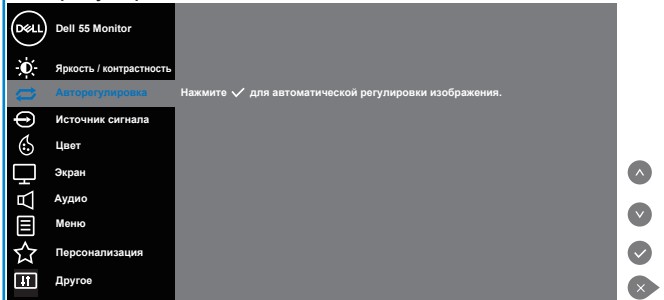 DELL
Dell 55 Monitor
Яркость / контрастность
Авторегулировка
Нажмите ✓ для автоматической регулировки изображения.
Источник сигнала
Цвет
Экран
Аудио
Меню
Персонализация
Другое